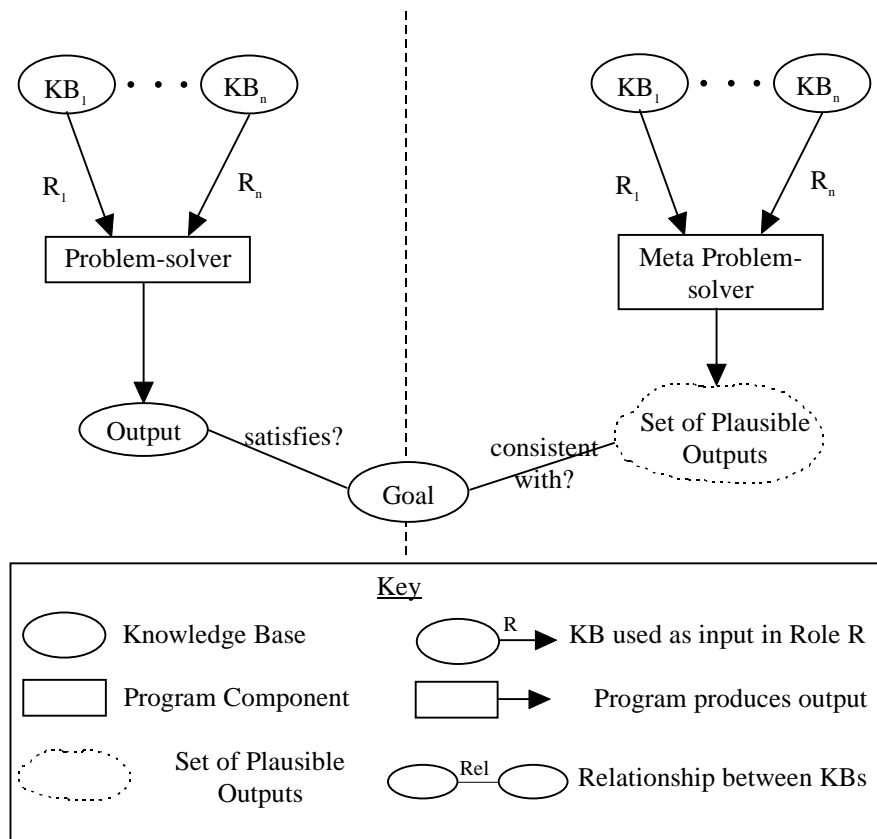 KB₁ . . . KBₙ
KB₁ . . . KBₙ
R₁ Rₙ
R₁ Rₙ
Problem-solver
Meta Problem-
solver
Output
satisfies?
Goal
consistent
with?
Set of Plausible
Outputs
Key
Knowledge Base
R
KB used as input in Role R
Program Component
Program produces output
Set of Plausible
Outputs
Rel
Relationship between KBs